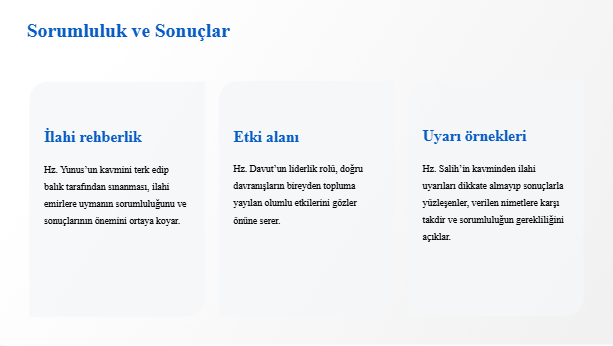 Sorumluluk ve Sonuçlar
İlahi rehberlik
Hz. Yunus’un kavmini terk edip
balık tarafından sınanması, ilahi
emirlere uymanın sorumluluğunu ve
sonuçlarının önemini ortaya koyar.
Etki alanı
Hz. Davut’un liderlik rolü, doğru
davranışların bireyden topluma
yayılan olumlu etkilerini gözler
önüne serer.
Uyarı örnekleri
Hz. Salih’in kavminden ilahi
uyarıları dikkate almayıp sonuçlarla
yüzleşenler, verilen nimetlere karşı
takdir ve sorumluluğun gerekliliğini
açıklar.